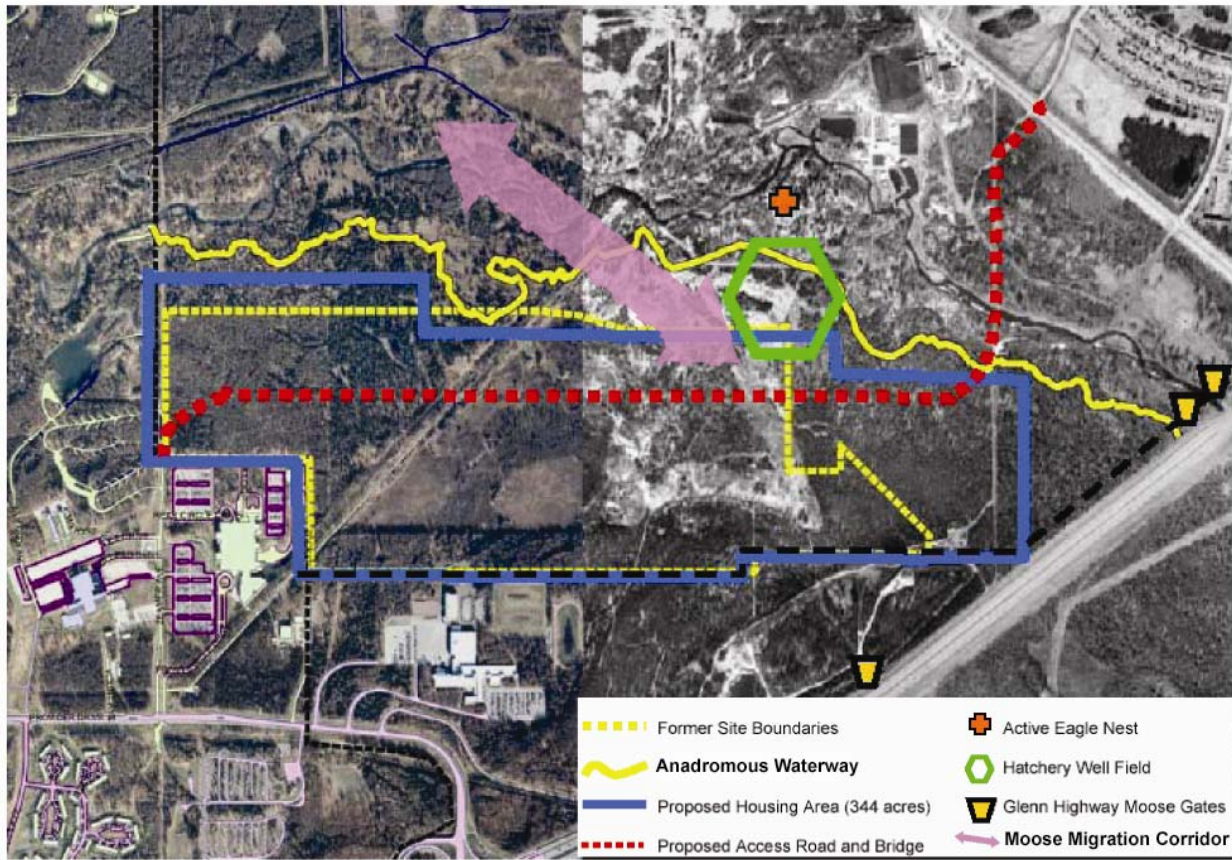 Former Site Boundaries
Anadromous Waterway
Proposed Housing Area (344 acres)
Proposed Access Road and Bridge
Active Eagle Nest
Hatchery Well Field
Glenn Highway Moose Gates
Moose Migration Corridor